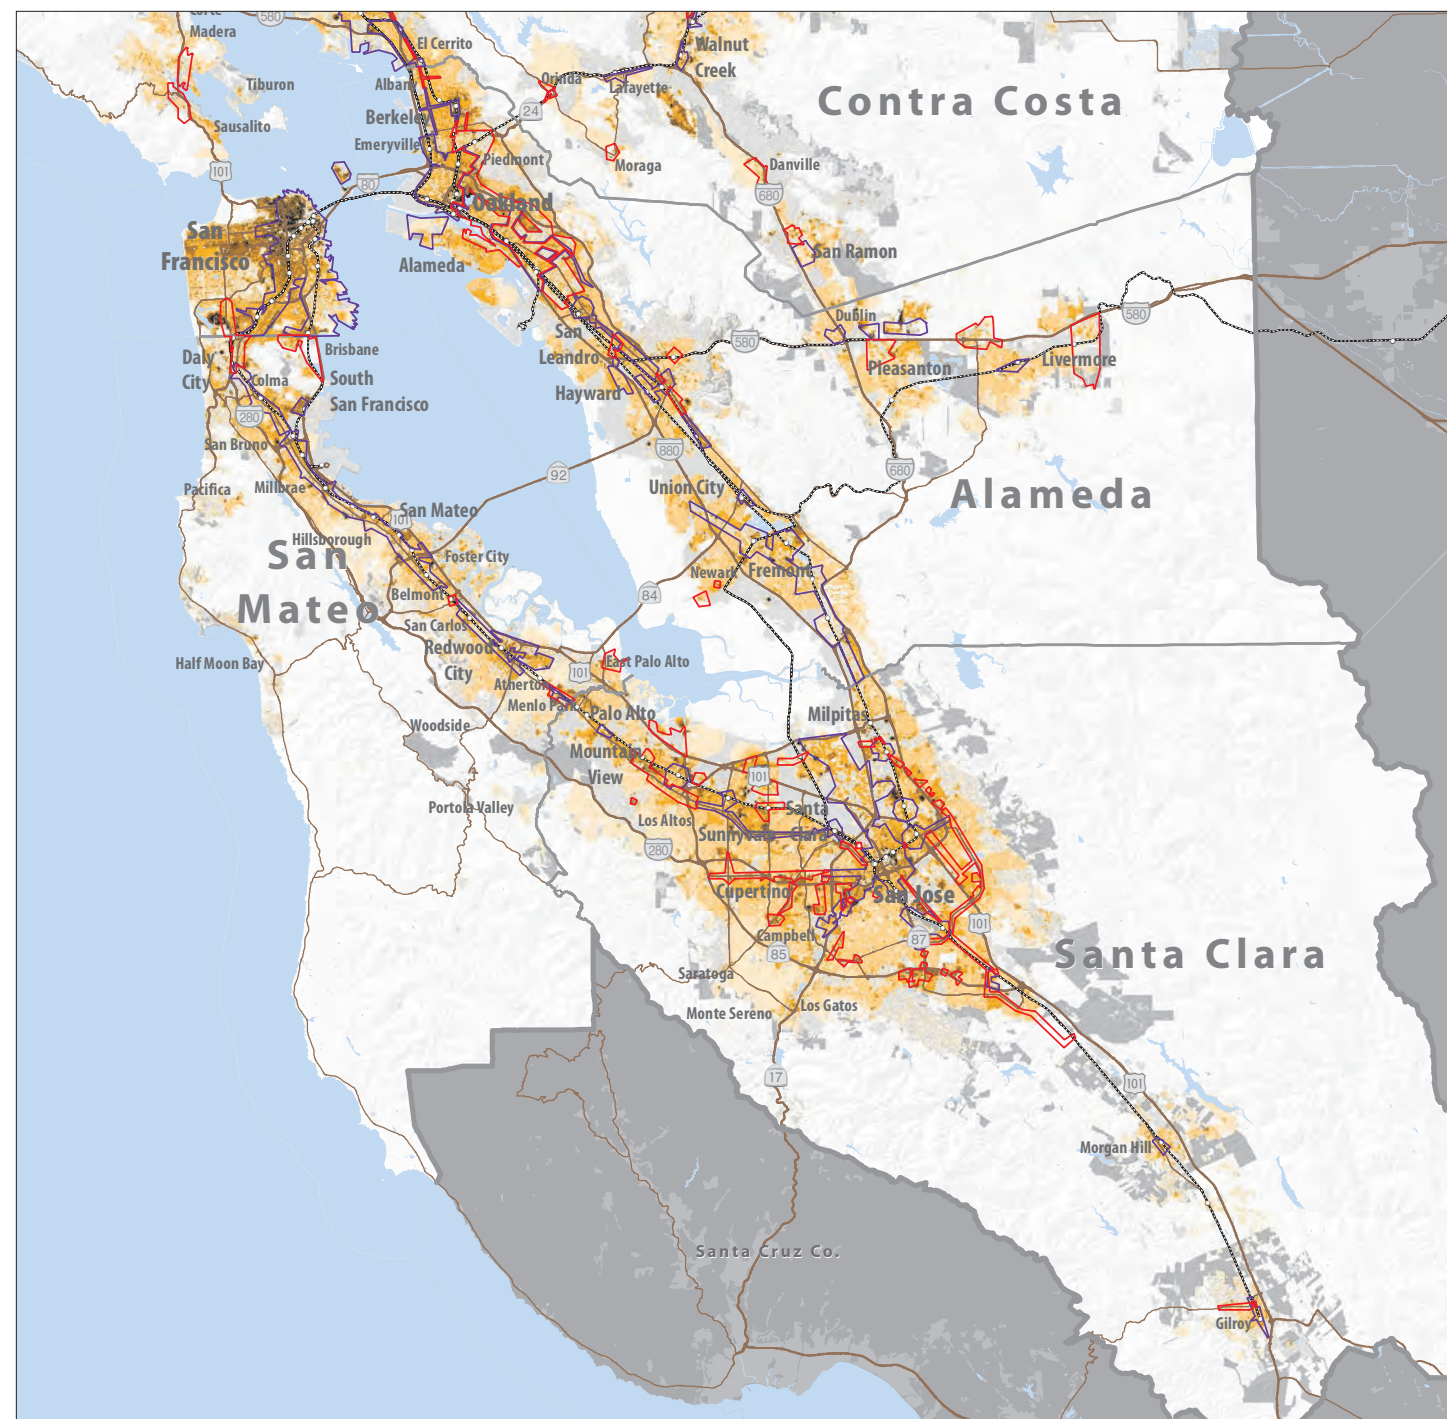 Corte
Madera
580
El Cerrito
Walnut
Creek
Tiburon
Albany
Orinda
Lafayette
Contra Costa
Sausalito
Berkeley
24
Emeryville
Piedmont
Moraga
Danville
101
80
680
Oakland
San
Francisco
Alameda
San Ramon
580
Dublin
San
Leandro
580
Daly
City
Brisbane
Pleasanton
Livermore
Colma
South
San Francisco
Hayward
280
San Bruno
880
680
92
Pacifica
Millbrae
Union City
Alameda
San Mateo
101
Hillsborough
San
Mateo
Foster City
Newark
Fremont
Belmont
84
San Carlos
Redwood
City
Half Moon Bay
101
East Palo Alto
Atherton
Menlo Park
Palo Alto
Milpitas
Woodside
Mountain
View
101
Portola Valley
Los Altos
Santa
Clara
Sunnyvale
280
Cupertino
San Jose
101
Campbell
87
85
Santa Clara
Saratoga
Monte Sereno
Los Gatos
17
101
Morgan Hill
Santa Cruz Co.
Gilroy